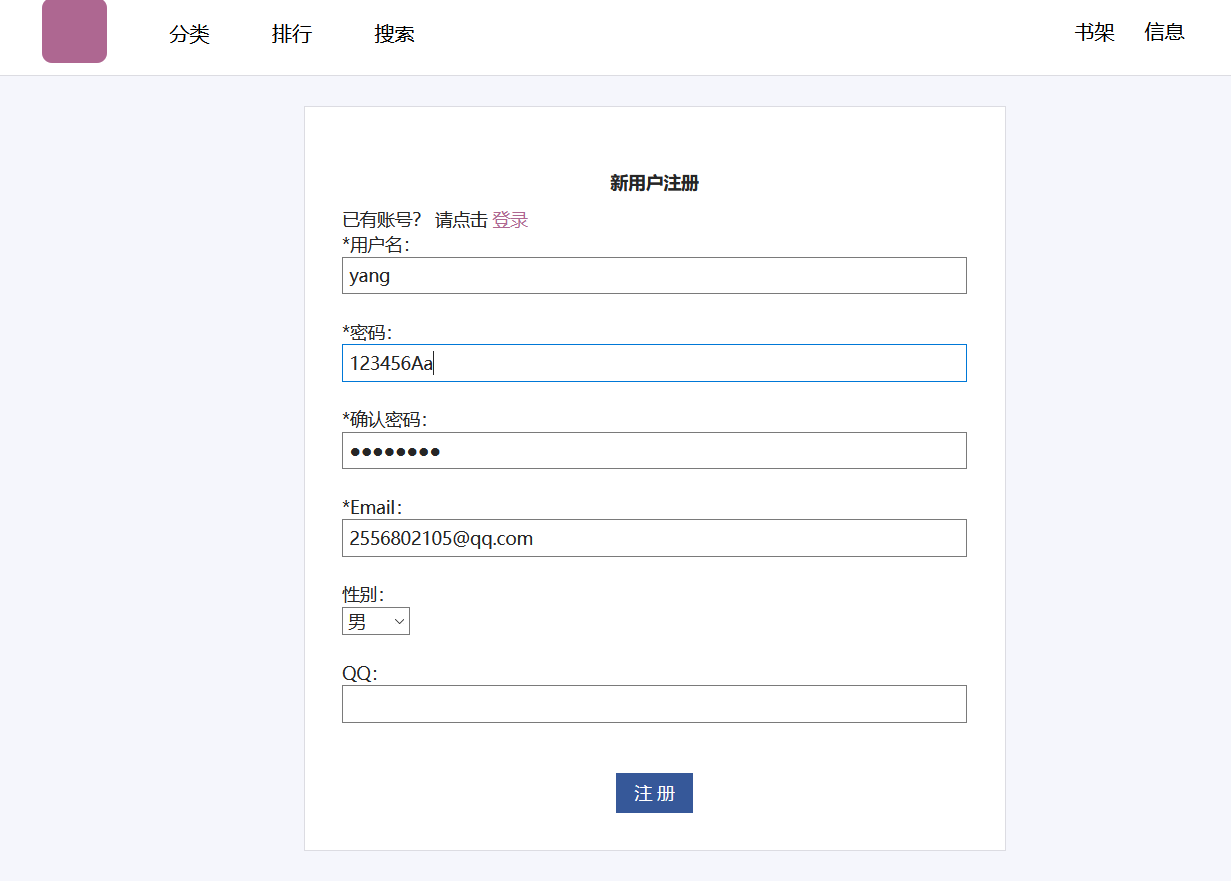 分类 排行 搜索 书架 信息
新用户注册
已有账号？ 请点击 登录
*用户名：
yang
*密码：
123456Aa
*确认密码：
●●●●●●●●
*Email：
2556802105@qq.com
性别：
男
QQ：
注 册